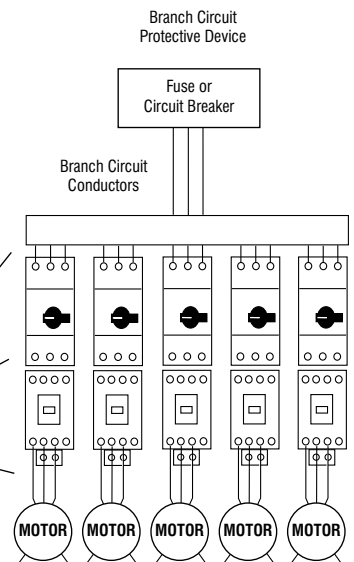 Branch Circuit
Protective Device
Fuse or
Circuit Breaker
Branch Circuit
Conductors
MOTOR MOTOR MOTOR MOTOR MOTOR